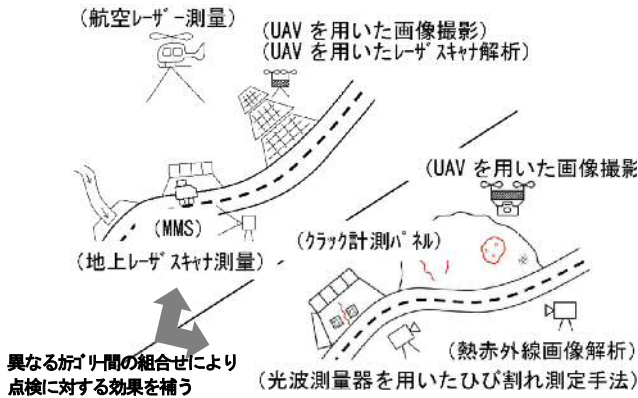 (航空レーザー測量)
(UAV を用いた画像撮影)
(UAV を用いたレーザスキャナ解析)
(MMS)
(地上レーザスキャナ測量)
(UAV を用いた画像撮影
(クラック計測パネル)
(熱赤外線画像解析)
(光波測量器を用いたひび割れ測定手法)
異なるカテゴリー間の組合せにより
点検に対する効果を補う